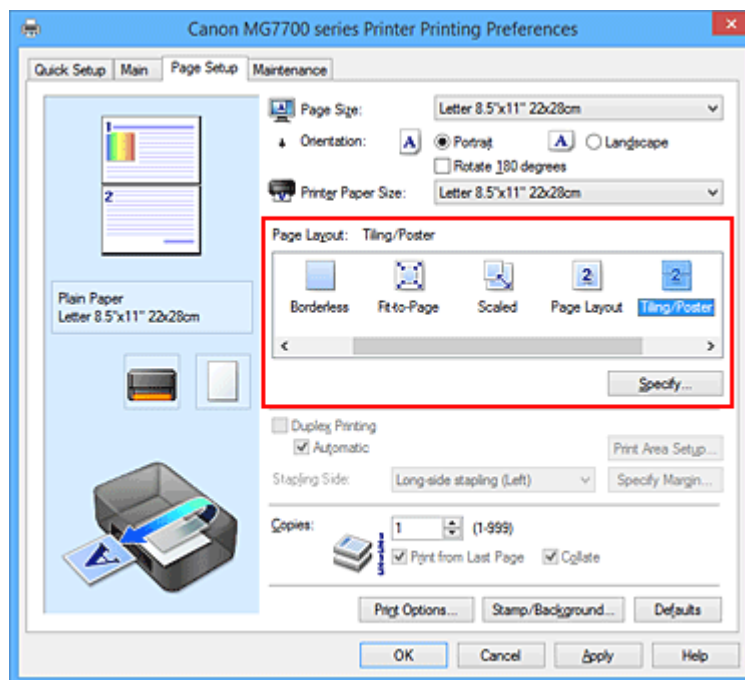 Canon MG7700 series Printer Printing Preferences
Quick Setup Main Page Setup Maintenance
Page Size: Letter 8.5"x11" 22x28cm
Orientation: A Portrait A Landscape
Rotate 180 degrees
Printer Paper Size: Letter 8.5"x11" 22x28cm
1
2
Page Layout: Tiling/Poster
2 2
Borderless Fit-to-Page Scaled Page Layout Tiling/Poster
Plain Paper
Letter 8.5"x11" 22x28cm
Specify...
Duplex Printing
Automatic Print Area Setup...
Stapling Side: Long-side stapling (Left) Specify Margin...
Copies: 1 (1-999)
Print from Last Page Collate
A
Print Options... Stamp/Background... Defaults
OK Cancel Apply Help